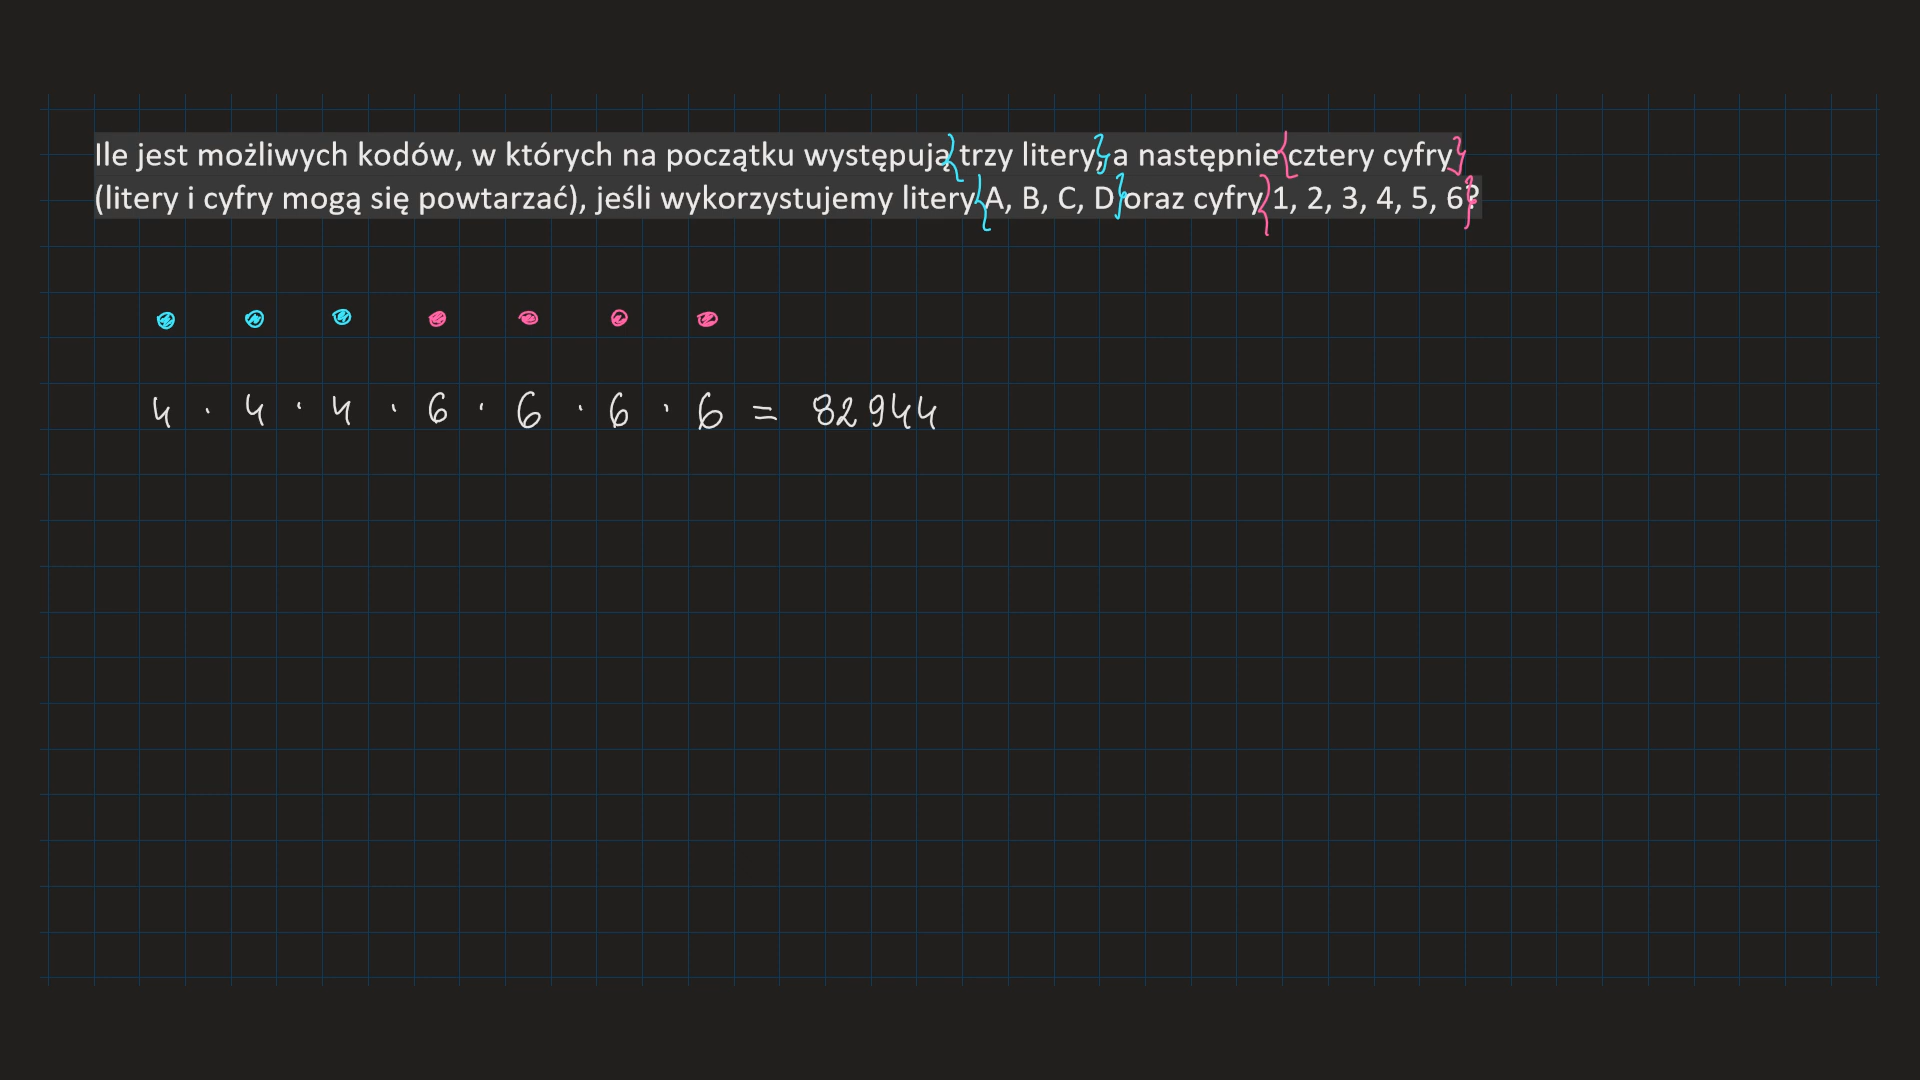 Ile jest możliwych kodów, w których na początku występują trzy litery, a następnie cztery cyfry
(litery i cyfry mogą się powtarzać), jeśli wykorzystujemy litery A, B, C, D oraz cyfry 1, 2, 3, 4, 5, 6?
4 · 4 · 4 · 6 · 6 · 6 · 6 = 82944